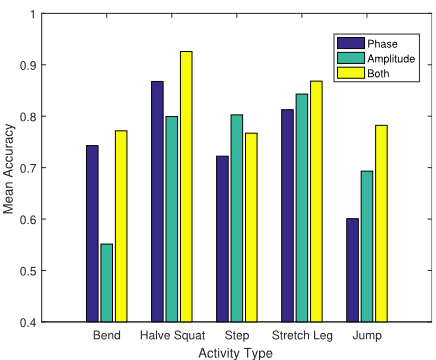 1
0.9
0.8
0.7
0.6
0.5
0.4
Mean Accuracy
Phase
Amplitude
Both
Bend Halve Squat Step Stretch Leg Jump
Activity Type